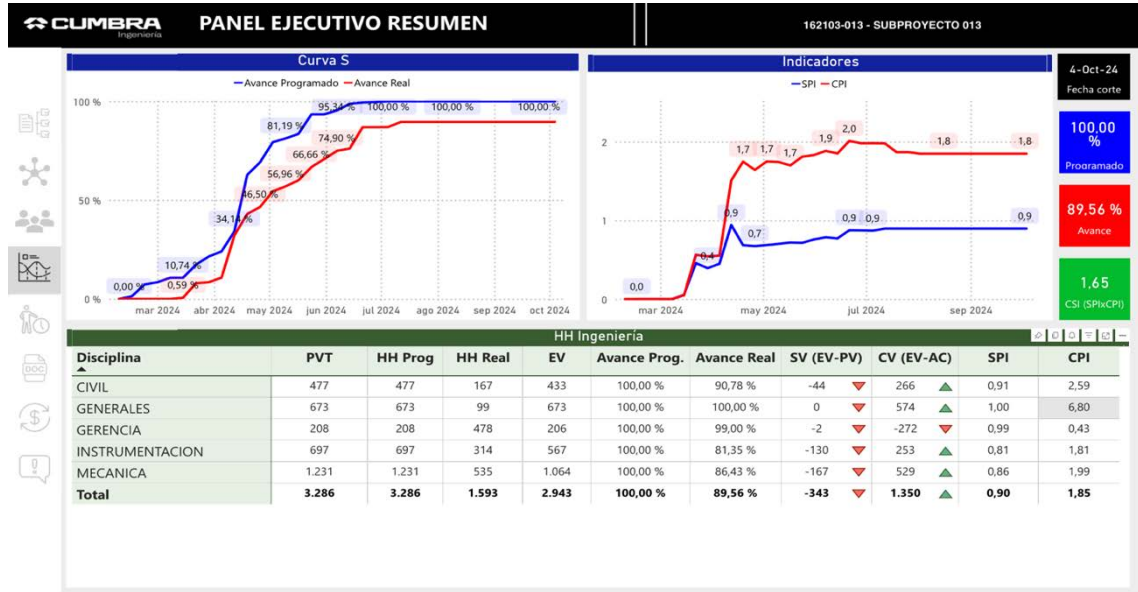 CUMBRA
Ingeniería
PANEL EJECUTIVO RESUMEN
162103-013 - SUBPROYECTO 013
Curva S
Avance Programado Avance Real
100 %
50 %
0 %
0,00 %
10,74 %
0,59 %
34,14 %
46,50 %
81,19 %
56,96 %
66,66 %
95,34 %
74,90 %
100,00 %
100,00 %
100,00 %
mar 2024 abr 2024 may 2024 jun 2024 jul 2024 ago 2024 sep 2024 oct 2024
Indicadores
SPI CPI
2
1
0
0,0
0,4
0,9
0,7
1,7
1,7
1,7
1,9
2,0
0,9
0,9
1,8
1,8
0,9
mar 2024 may 2024 jul 2024 sep 2024
4-Oct-24
Fecha corte
100,00
%
Programado
89,56 %
Avance
1,65
CSI (SPIxCPI)
HH Ingeniería
Disciplina PVT HH Prog HH Real EV Avance Prog. Avance Real SV (EV-PV) CV (EV-AC) SPI CPI
CIVIL 477 477 167 433 100,00 % 90,78 % -44 266 0,91 2,59
GENERALES 673 673 99 673 100,00 % 100,00 % 0 574 1,00 6,80
GERENCIA 208 208 478 206 100,00 % 99,00 % -2 -272 0,99 0,43
INSTRUMENTACION 697 697 314 567 100,00 % 81,35 % -130 253 0,81 1,81
MECANICA 1.231 1.231 535 1.064 100,00 % 86,43 % -167 529 0,86 1,99
Total 3.286 3.286 1.593 2.943 100,00 % 89,56 % -343 1.350 0,90 1,85
DOC